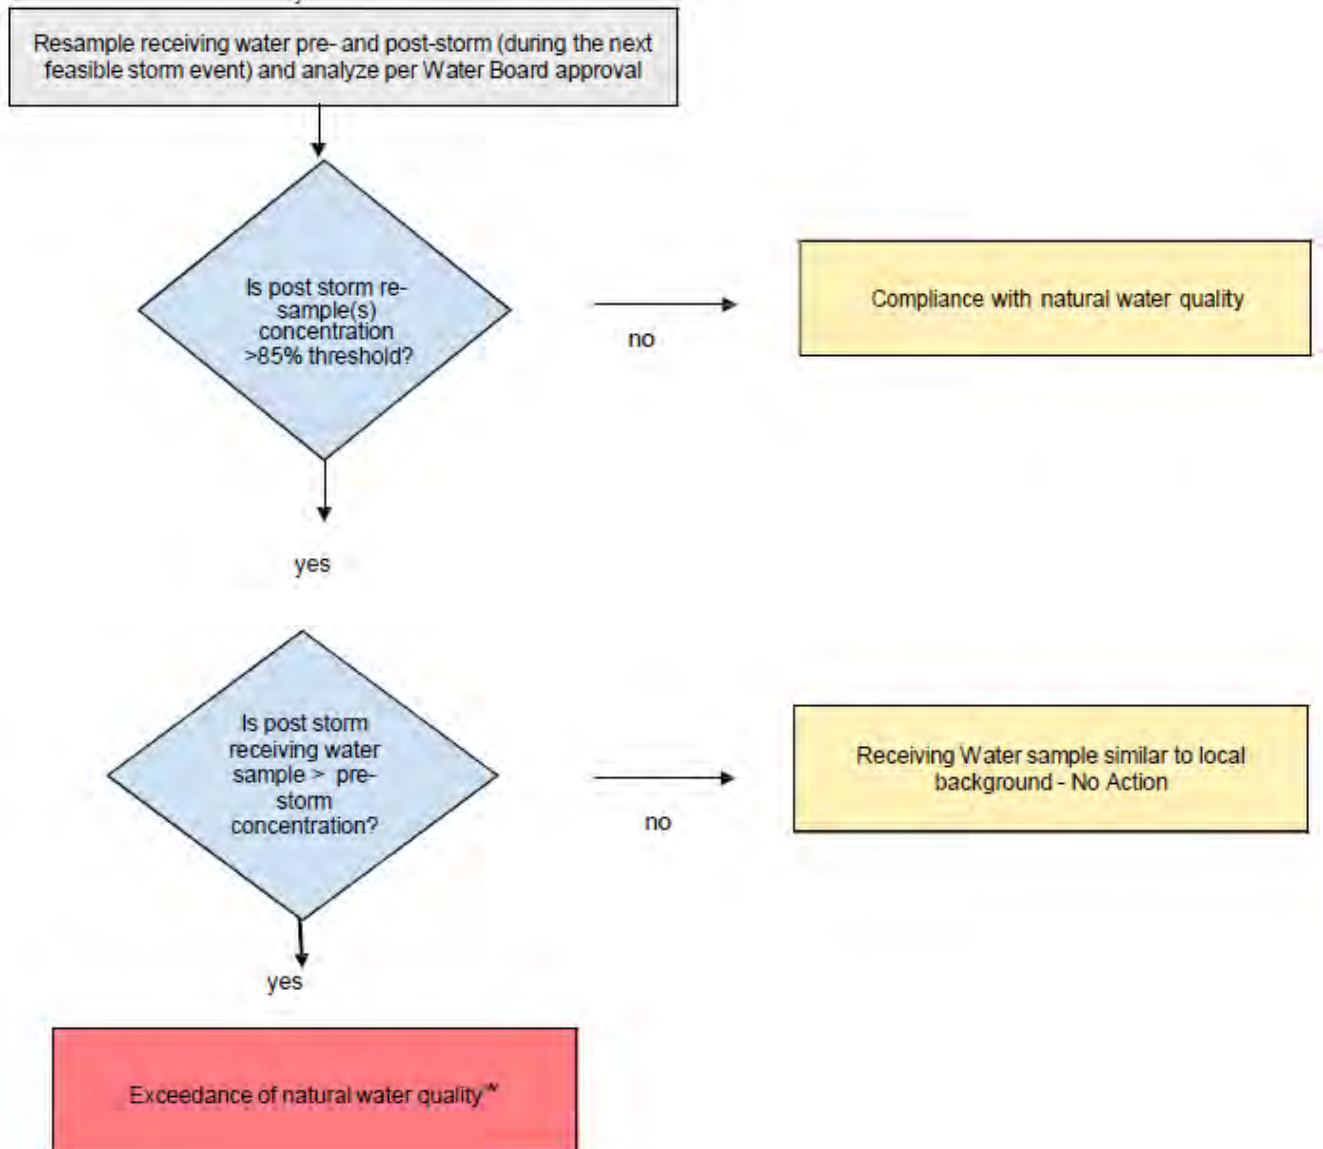 Resample receiving water pre- and post-storm (during the next
feasible storm event) and analyze per Water Board approval
Is post storm re-
sample(s)
concentration
>85% threshold?
no
Compliance with natural water quality
yes
Is post storm
receiving water
sample > pre-
storm
concentration?
no
Receiving Water sample similar to local
background - No Action
yes
Exceedance of natural water quality